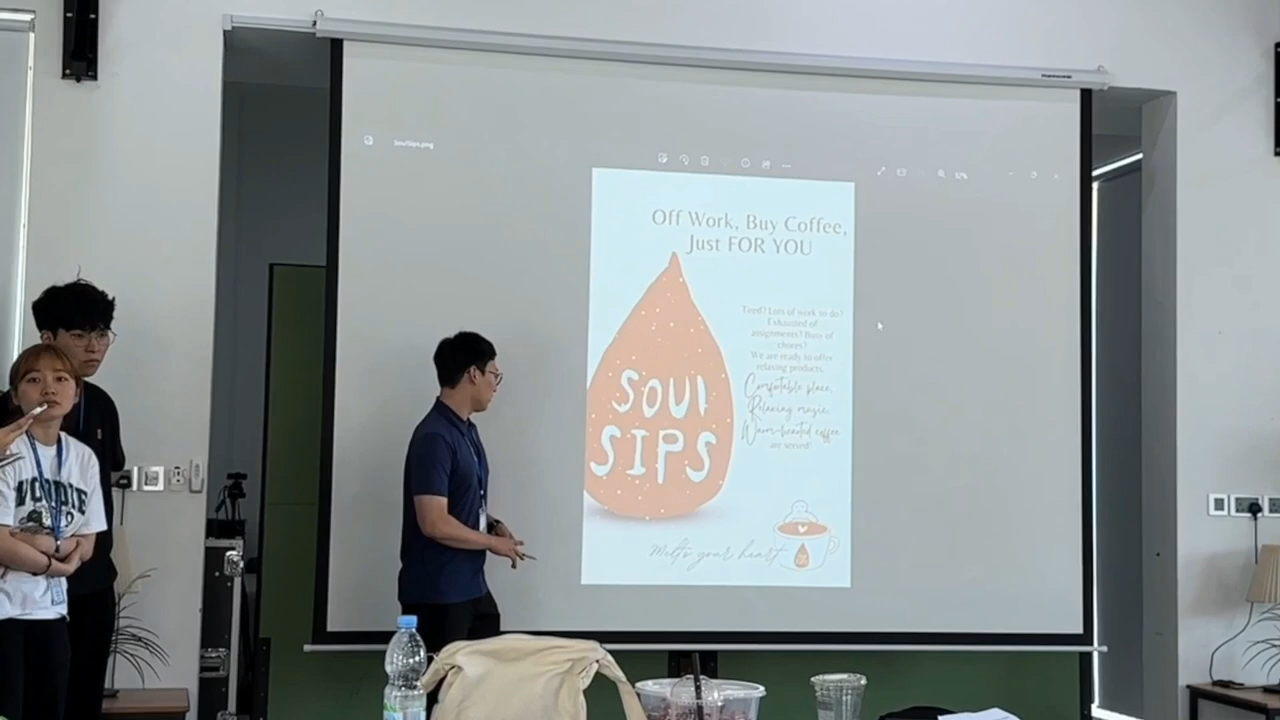 SoulSips.png
57%
Off Work, Buy Coffee,
Just FOR YOU
Tired? Lots of work to do?
Exhausted of
assignments? Busy of
chores?
We are ready to offer
relaxing products.
Comfotable place,
Relaxing music,
Warm-hearted coffee
are served
SOUl
SIPS
Melts your heart